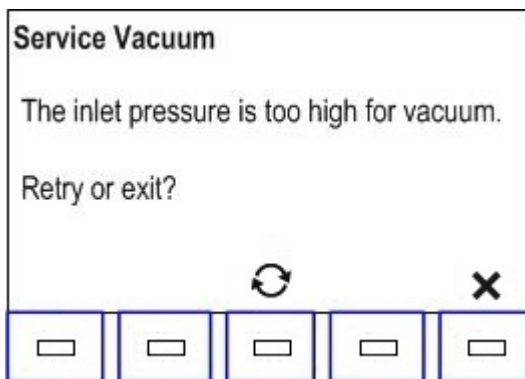 Service Vacuum
The inlet pressure is too high for vacuum.
Retry or exit?